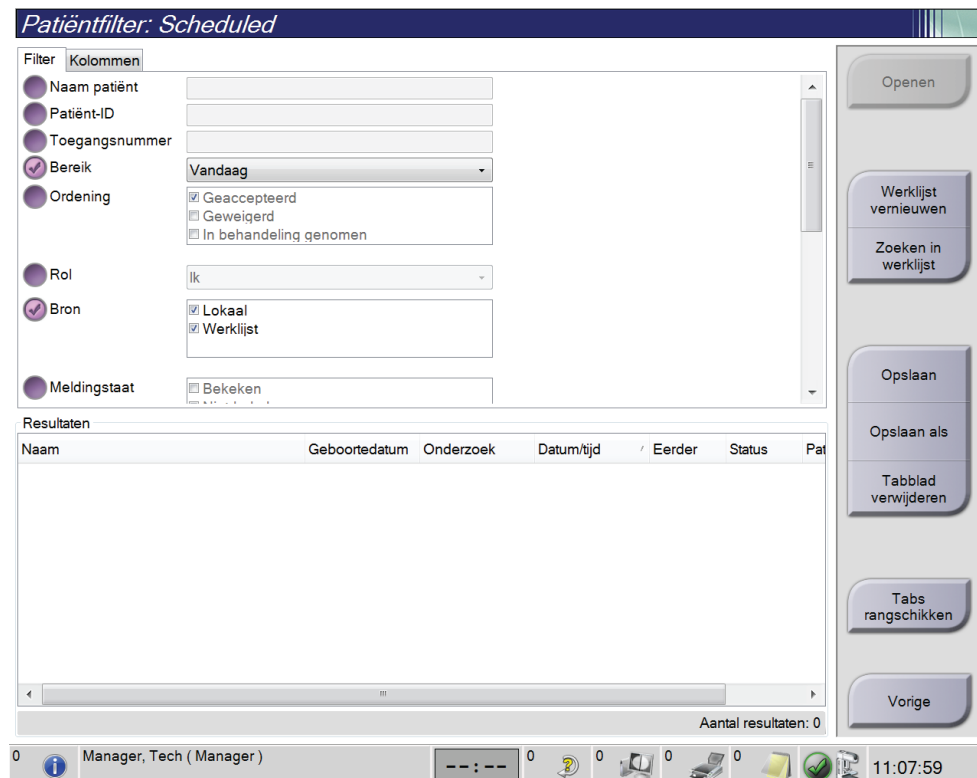 Patiëntfilter: Scheduled
Filter Kolommen
Naam patiënt
Patiënt-ID
Toegangsnummer
Bereik Vandaag
Ordening
Geaccepteerd
Geweigerd
In behandeling genomen
Rol Ik
Bron
Lokaal
Werklijst
Meldingstaat
Bekeken
Resultaten
Naam Geboortedatum Onderzoek Datum/tijd Eerder Status Pat
Aantal resultaten: 0
Openen
Werklijst
vernieuwen
Zoeken in
werklijst
Opslaan
Opslaan als
Tabblad
verwijderen
Tabs
rangschikken
Vorige
0 Manager, Tech ( Manager ) --:-- 0 0 0 0 11:07:59